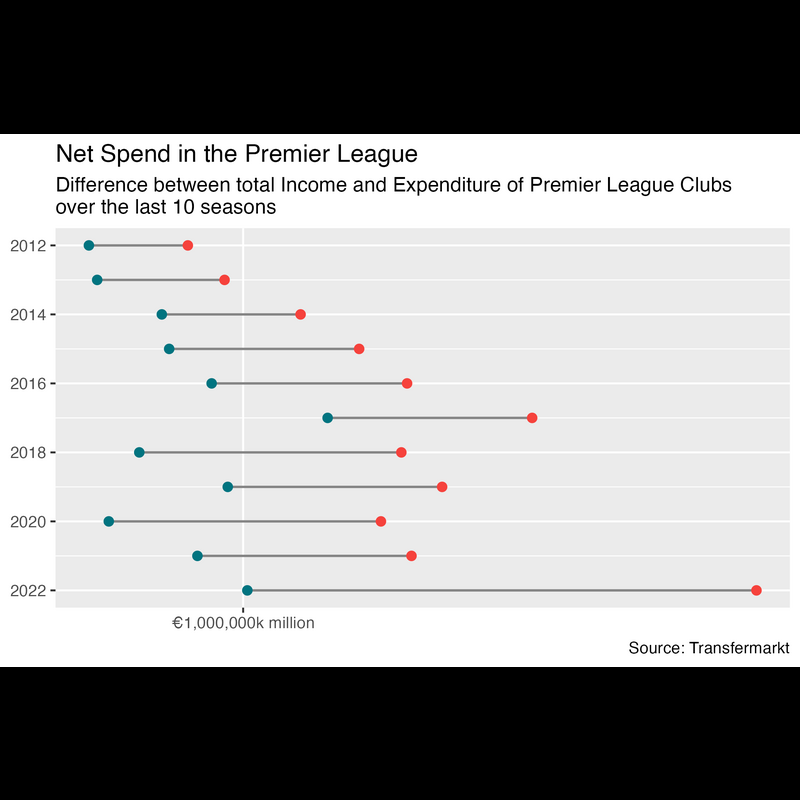 Net Spend in the Premier League
Difference between total Income and Expenditure of Premier League Clubs
over the last 10 seasons
2012
2014
2016
2018
2020
2022
€1,000,000k million
Source: Transfermarkt